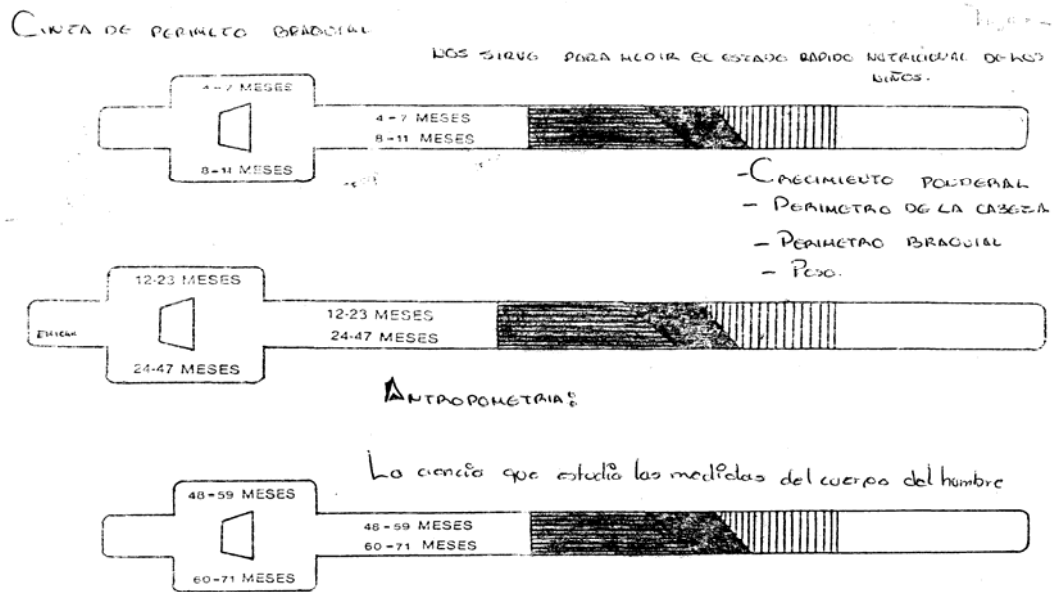 CINTA DE PERIMETO BRAQUIAL
NOS SIRVE PARA MEDIR EL ESTADO RAPIDO NUTRICIONAL DE LOS
NIÑOS.
4-7 MESES
4-7 MESES
8-11 MESES
8-11 MESES
- CRECIMIENTO PONDERAL
- PERIMETRO DE LA CABEZA
- PERIMETRO BRAQUIAL
- PESO.
12-23 MESES
12-23 MESES
24-47 MESES
24-47 MESES
ANTROPOMETRIA:
La ciencia que estudia las medidas del cuerpo del hombre
48-59 MESES
48-59 MESES
60-71 MESES
60-71 MESES